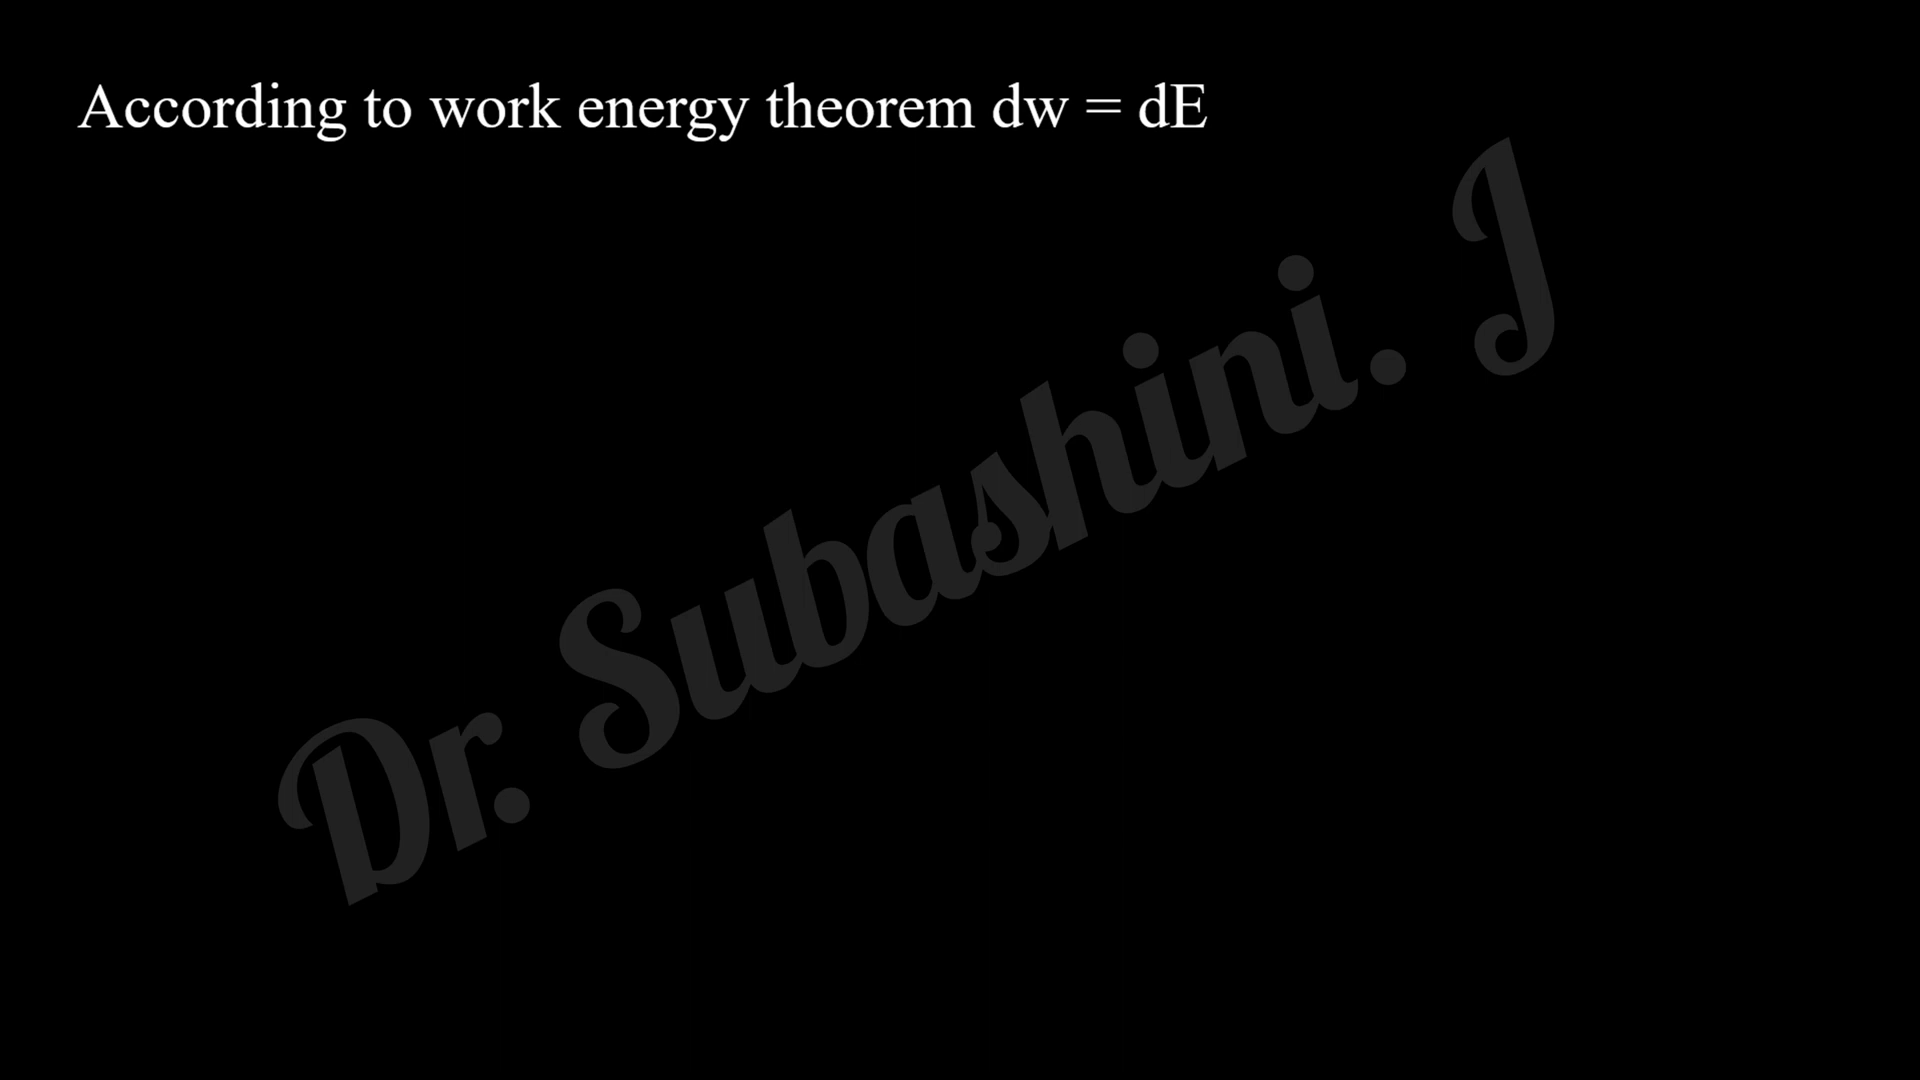 According to work energy theorem dw = dE
Dr. Subashini. J